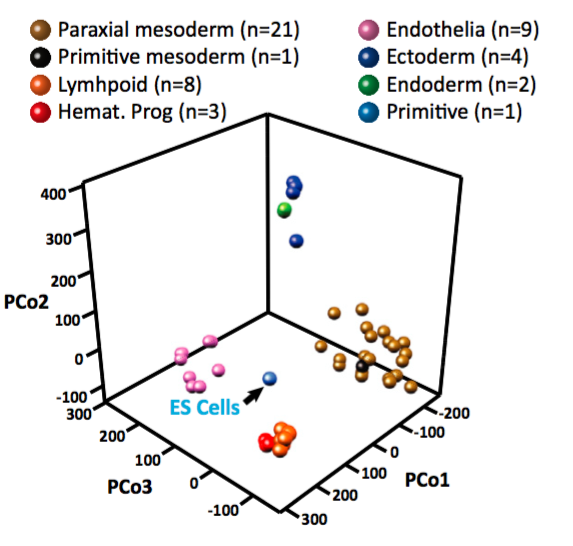 Paraxial mesoderm (n=21)
Primitive mesoderm (n=1)
Lymhpoid (n=8)
Hemat. Prog (n=3)
Endothelia (n=9)
Ectoderm (n=4)
Endoderm (n=2)
Primitive (n=1)
400
300
200
100
0
-100
PCo2
300
200
100
0
-100
PCo3
-200
-100
0
100
200
300
PCo1
ES Cells